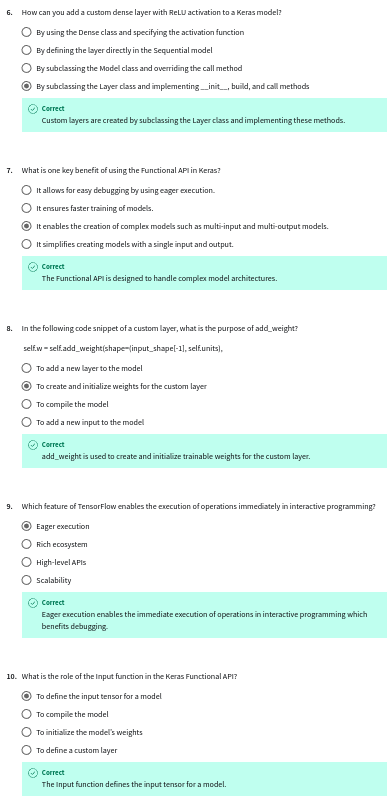 6. How can you add a custom dense layer with ReLU activation to a Keras model?
By using the Dense class and specifying the activation function
By defining the layer directly in the Sequential model
By subclassing the Model class and overriding the call method
By subclassing the Layer class and implementing __init__, build, and call methods
Correct
Custom layers are created by subclassing the Layer class and implementing these methods.
7. What is one key benefit of using the Functional API in Keras?
It allows for easy debugging by using eager execution.
It ensures faster training of models.
It enables the creation of complex models such as multi-input and multi-output models.
It simplifies creating models with a single input and output.
Correct
The Functional API is designed to handle complex model architectures.
8. In the following code snippet of a custom layer, what is the purpose of add_weight?
self.w = self.add_weight(shape=(input_shape[-1], self.units),
To add a new layer to the model
To create and initialize weights for the custom layer
To compile the model
To add a new input to the model
Correct
add_weight is used to create and initialize trainable weights for the custom layer.
9. Which feature of TensorFlow enables the execution of operations immediately in interactive programming?
Eager execution
Rich ecosystem
High-level APIs
Scalability
Correct
Eager execution enables the immediate execution of operations in interactive programming which
benefits debugging.
10. What is the role of the Input function in the Keras Functional API?
To define the input tensor for a model
To compile the model
To initialize the model's weights
To define a custom layer
Correct
The Input function defines the input tensor for a model.